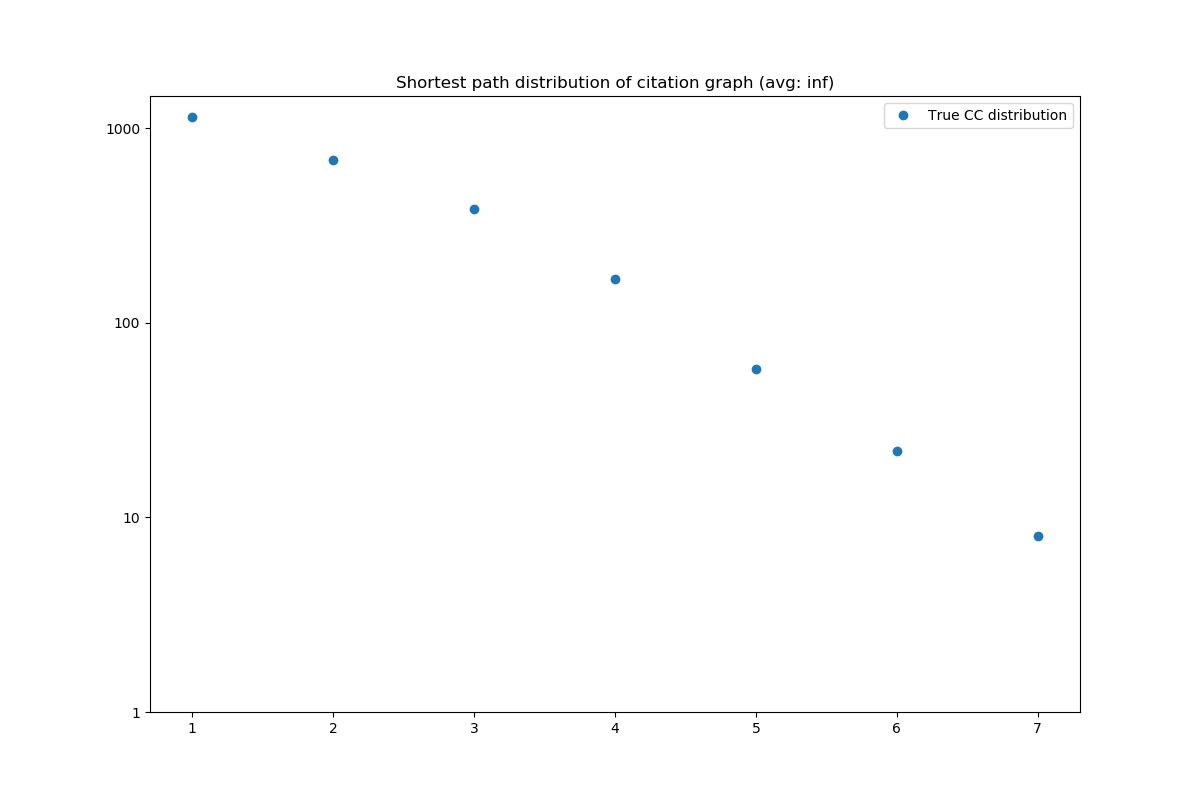 Shortest path distribution of citation graph (avg: inf)
True CC distribution
1000
100
10
1
1 2 3 4 5 6 7